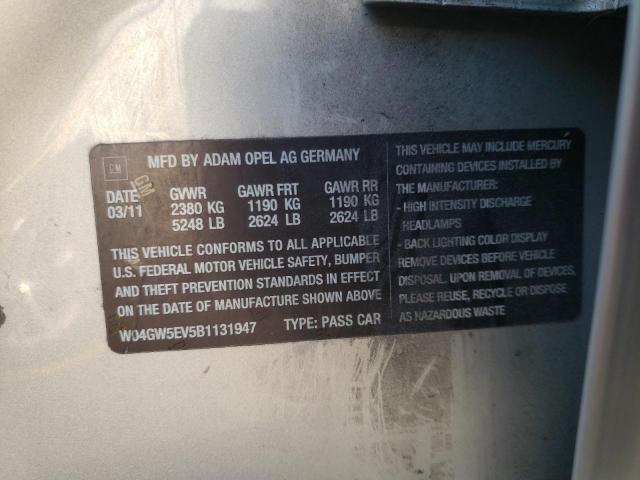 GM
MFD BY ADAM OPEL AG GERMANY
DATE GVWR GAWR FRT GAWR RR
03/11 2380 KG 1190 KG 1190 KG
5248 LB 2624 LB 2624 LB
THIS VEHICLE CONFORMS TO ALL APPLICABLE
U.S. FEDERAL MOTOR VEHICLE SAFETY, BUMPER
AND THEFT PREVENTION STANDARDS IN EFFECT
ON THE DATE OF MANUFACTURE SHOWN ABOVE
W04GW5EV5B1131947 TYPE: PASS CAR
THIS VEHICLE MAY INCLUDE MERCURY
CONTAINING DEVICES INSTALLED BY
THE MANUFACTURER:
- HIGH INTENSITY DISCHARGE
HEADLAMPS
- BACK LIGHTING COLOR DISPLAY
REMOVE DEVICES BEFORE VEHICLE
DISPOSAL. UPON REMOVAL OF DEVICES,
PLEASE REUSE, RECYCLE OR DISPOSE
AS HAZARDOUS WASTE
GM